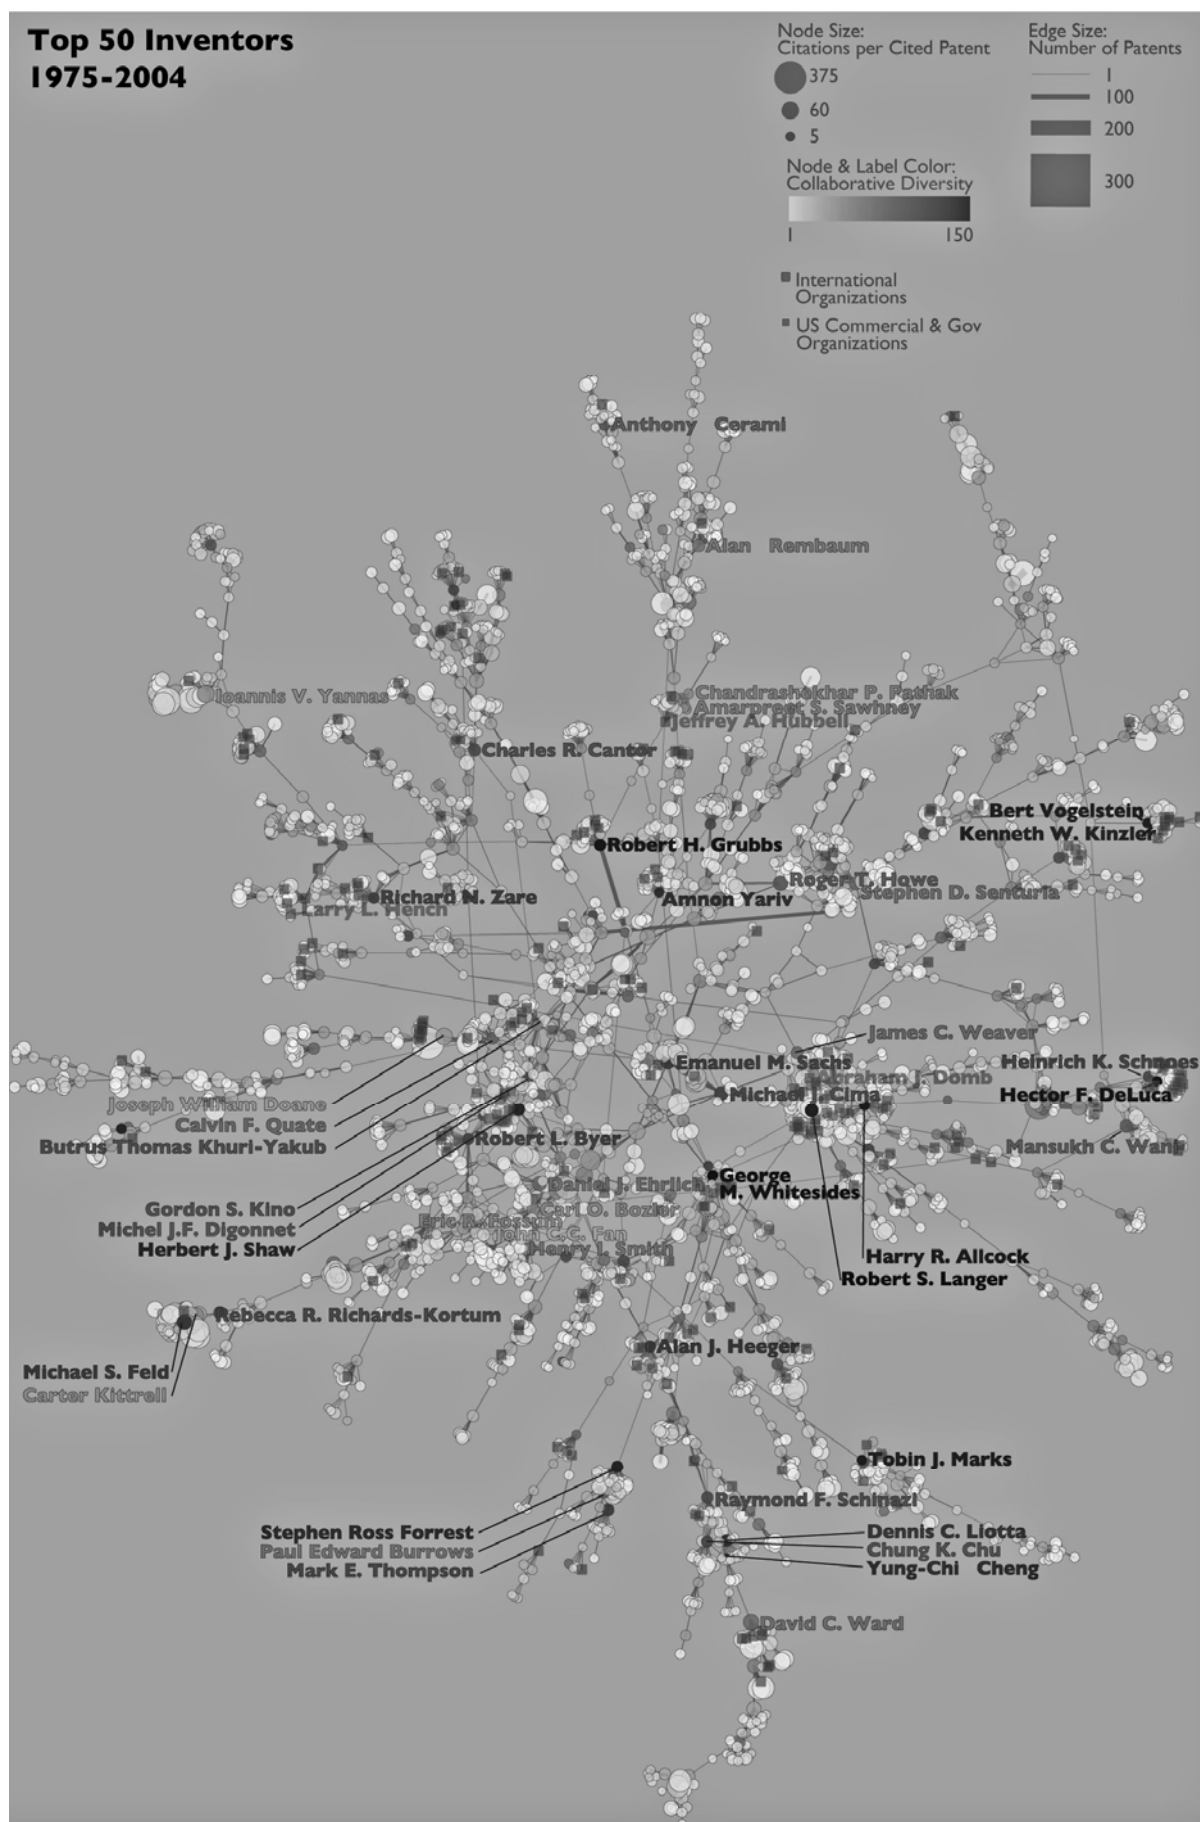 Top 50 Inventors
1975-2004
Node Size:
Citations per Cited Patent
375
60
5
Node & Label Color:
Collaborative Diversity
1 150
International
Organizations
US Commercial & Gov
Organizations
Edge Size:
Number of Patents
1
100
200
300
Anthony Cerami
Alan Rembaum
Ioannis V. Yannas
Chandrashekhar P. Pathak
Amarpreet S. Sawhney
Jeffrey A. Hubbell
Charles R. Cantor
Bert Vogelstein
Kenneth W. Kinzler
Robert H. Grubbs
Roger T. Howe
Stephen D. Senturia
Richard N. Zare
Amnon Yariv
Larry L. Hench
James C. Weaver
Emanuel M. Sachs
Heinrich K. Schnoes
Abraham J. Domb
Michael J. Cima
Hector F. DeLuca
Joseph William Doane
Calvin F. Quate
Butrus Thomas Khuri-Yakub
Robert L. Byer
Mansukh C. Wani
George
M. Whitesides
Daniel J. Ehrlich
Carl O. Bozler
Gordon S. Kino
Eric R. Fossum
Michel J.F. Digonnet
John C.C. Fan
Herbert J. Shaw
Henry I. Smith
Harry R. Allcock
Robert S. Langer
Rebecca R. Richards-Kortum
Alan J. Heeger
Michael S. Feld
Carter Kittrell
Tobin J. Marks
Raymond F. Schinazi
Stephen Ross Forrest
Paul Edward Burrows
Mark E. Thompson
Dennis C. Liotta
Chung K. Chu
Yung-Chi Cheng
David C. Ward